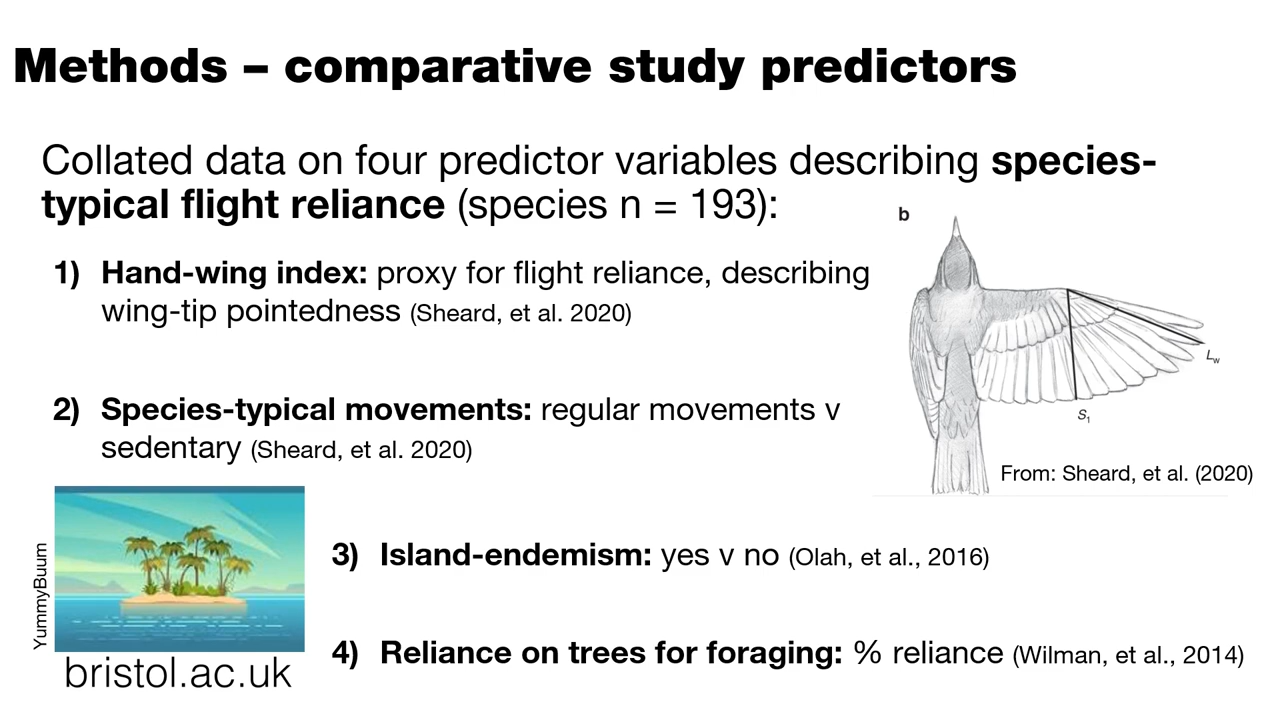 Methods – comparative study predictors
Collated data on four predictor variables describing species-
typical flight reliance (species n = 193):
b
1) Hand-wing index: proxy for flight reliance, describing
wing-tip pointedness (Sheard, et al. 2020)
Lw
S1
2) Species-typical movements: regular movements v
sedentary (Sheard, et al. 2020)
From: Sheard, et al. (2020)
YummyBuum
3) Island-endemism: yes v no (Olah, et al., 2016)
4) Reliance on trees for foraging: % reliance (Wilman, et al., 2014)
bristol.ac.uk